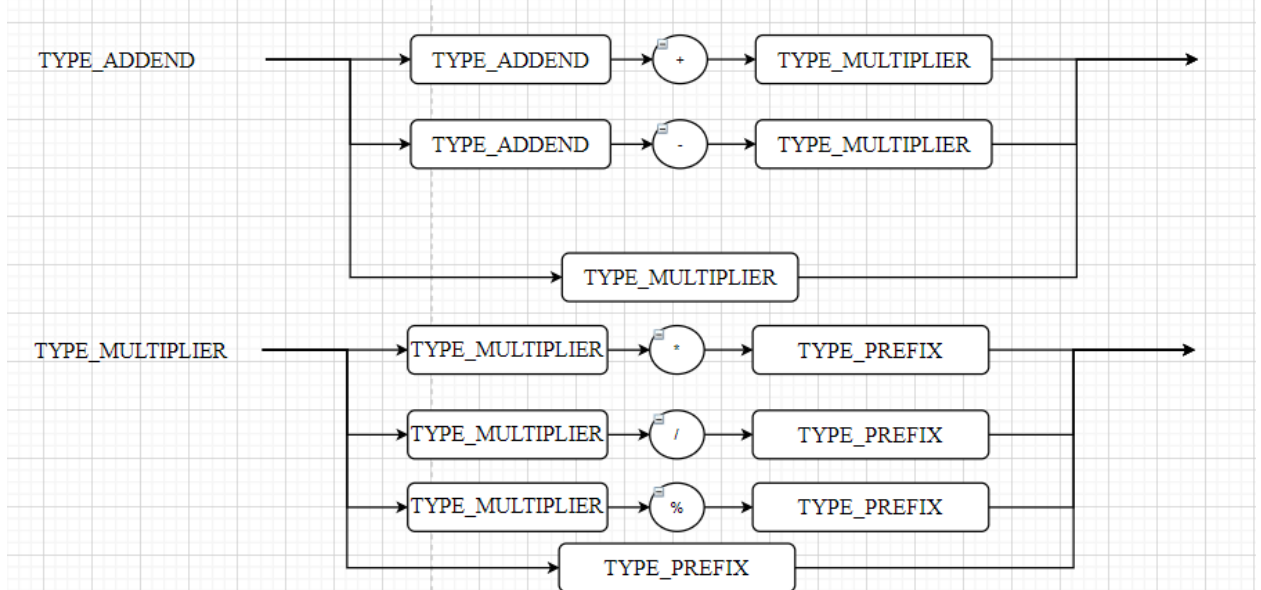 TYPE_ADDEND TYPE_ADDEND + TYPE_MULTIPLIER
TYPE_ADDEND - TYPE_MULTIPLIER
TYPE_MULTIPLIER
TYPE_MULTIPLIER TYPE_MULTIPLIER * TYPE_PREFIX
TYPE_MULTIPLIER / TYPE_PREFIX
TYPE_MULTIPLIER % TYPE_PREFIX
TYPE_PREFIX